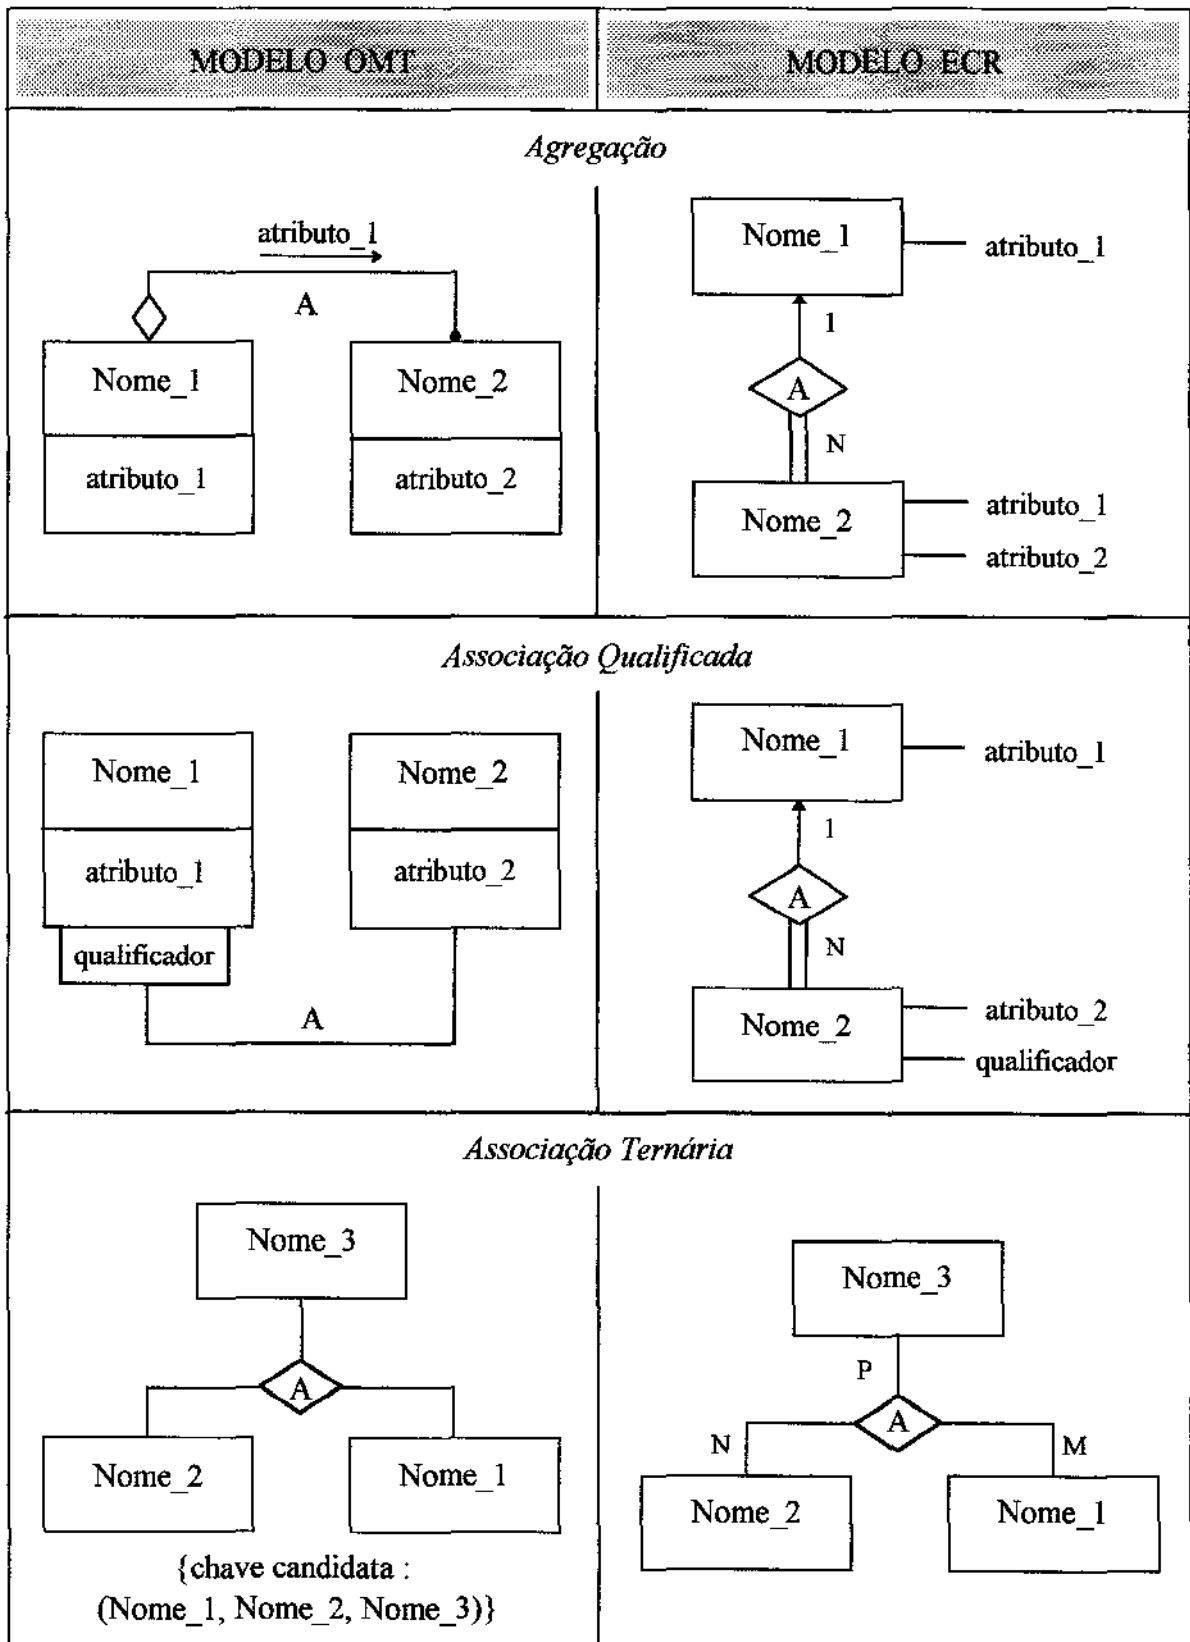 MODELO OMT
MODELO ECR
Agregação
atributo_1
A
Nome_1
Nome_2
atributo_1
atributo_2
Nome_1
atributo_1
1
A
N
Nome_2
atributo_1
atributo_2
Associação Qualificada
Nome_1
Nome_2
atributo_1
atributo_2
qualificador
A
Nome_1
atributo_1
1
A
N
Nome_2
atributo_2
qualificador
Associação Ternária
Nome_3
A
Nome_2
Nome_1
{chave candidata :
(Nome_1, Nome_2, Nome_3)}
Nome_3
P
A
N
M
Nome_2
Nome_1